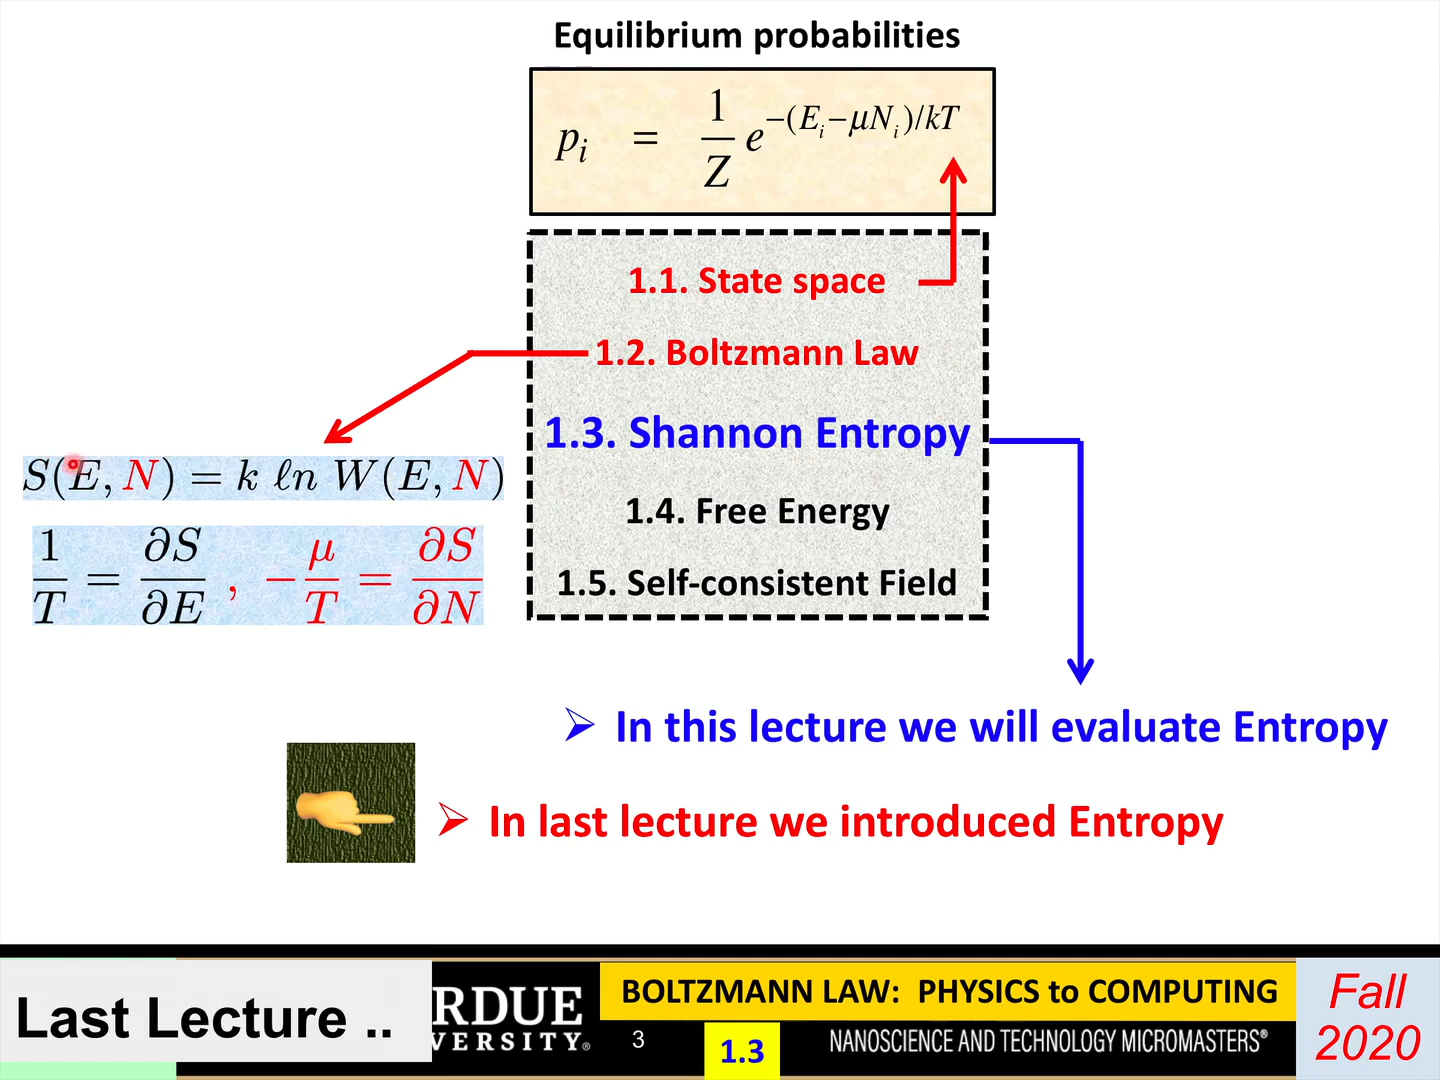 Equilibrium probabilities
p_i = 1/Z e^{-(E_i-μN_i)/kT}
1.1. State space
1.2. Boltzmann Law
1.3. Shannon Entropy
1.4. Free Energy
1.5. Self-consistent Field
S(E, N) = k ℓn W(E, N)
1/T = ∂S/∂E , -μ/T = ∂S/∂N
➢ In this lecture we will evaluate Entropy
➢ In last lecture we introduced Entropy
Last Lecture ..
RDUE
VERSITY®
3
1.3
BOLTZMANN LAW: PHYSICS to COMPUTING
NANOSCIENCE AND TECHNOLOGY MICROMASTERS®
Fall
2020